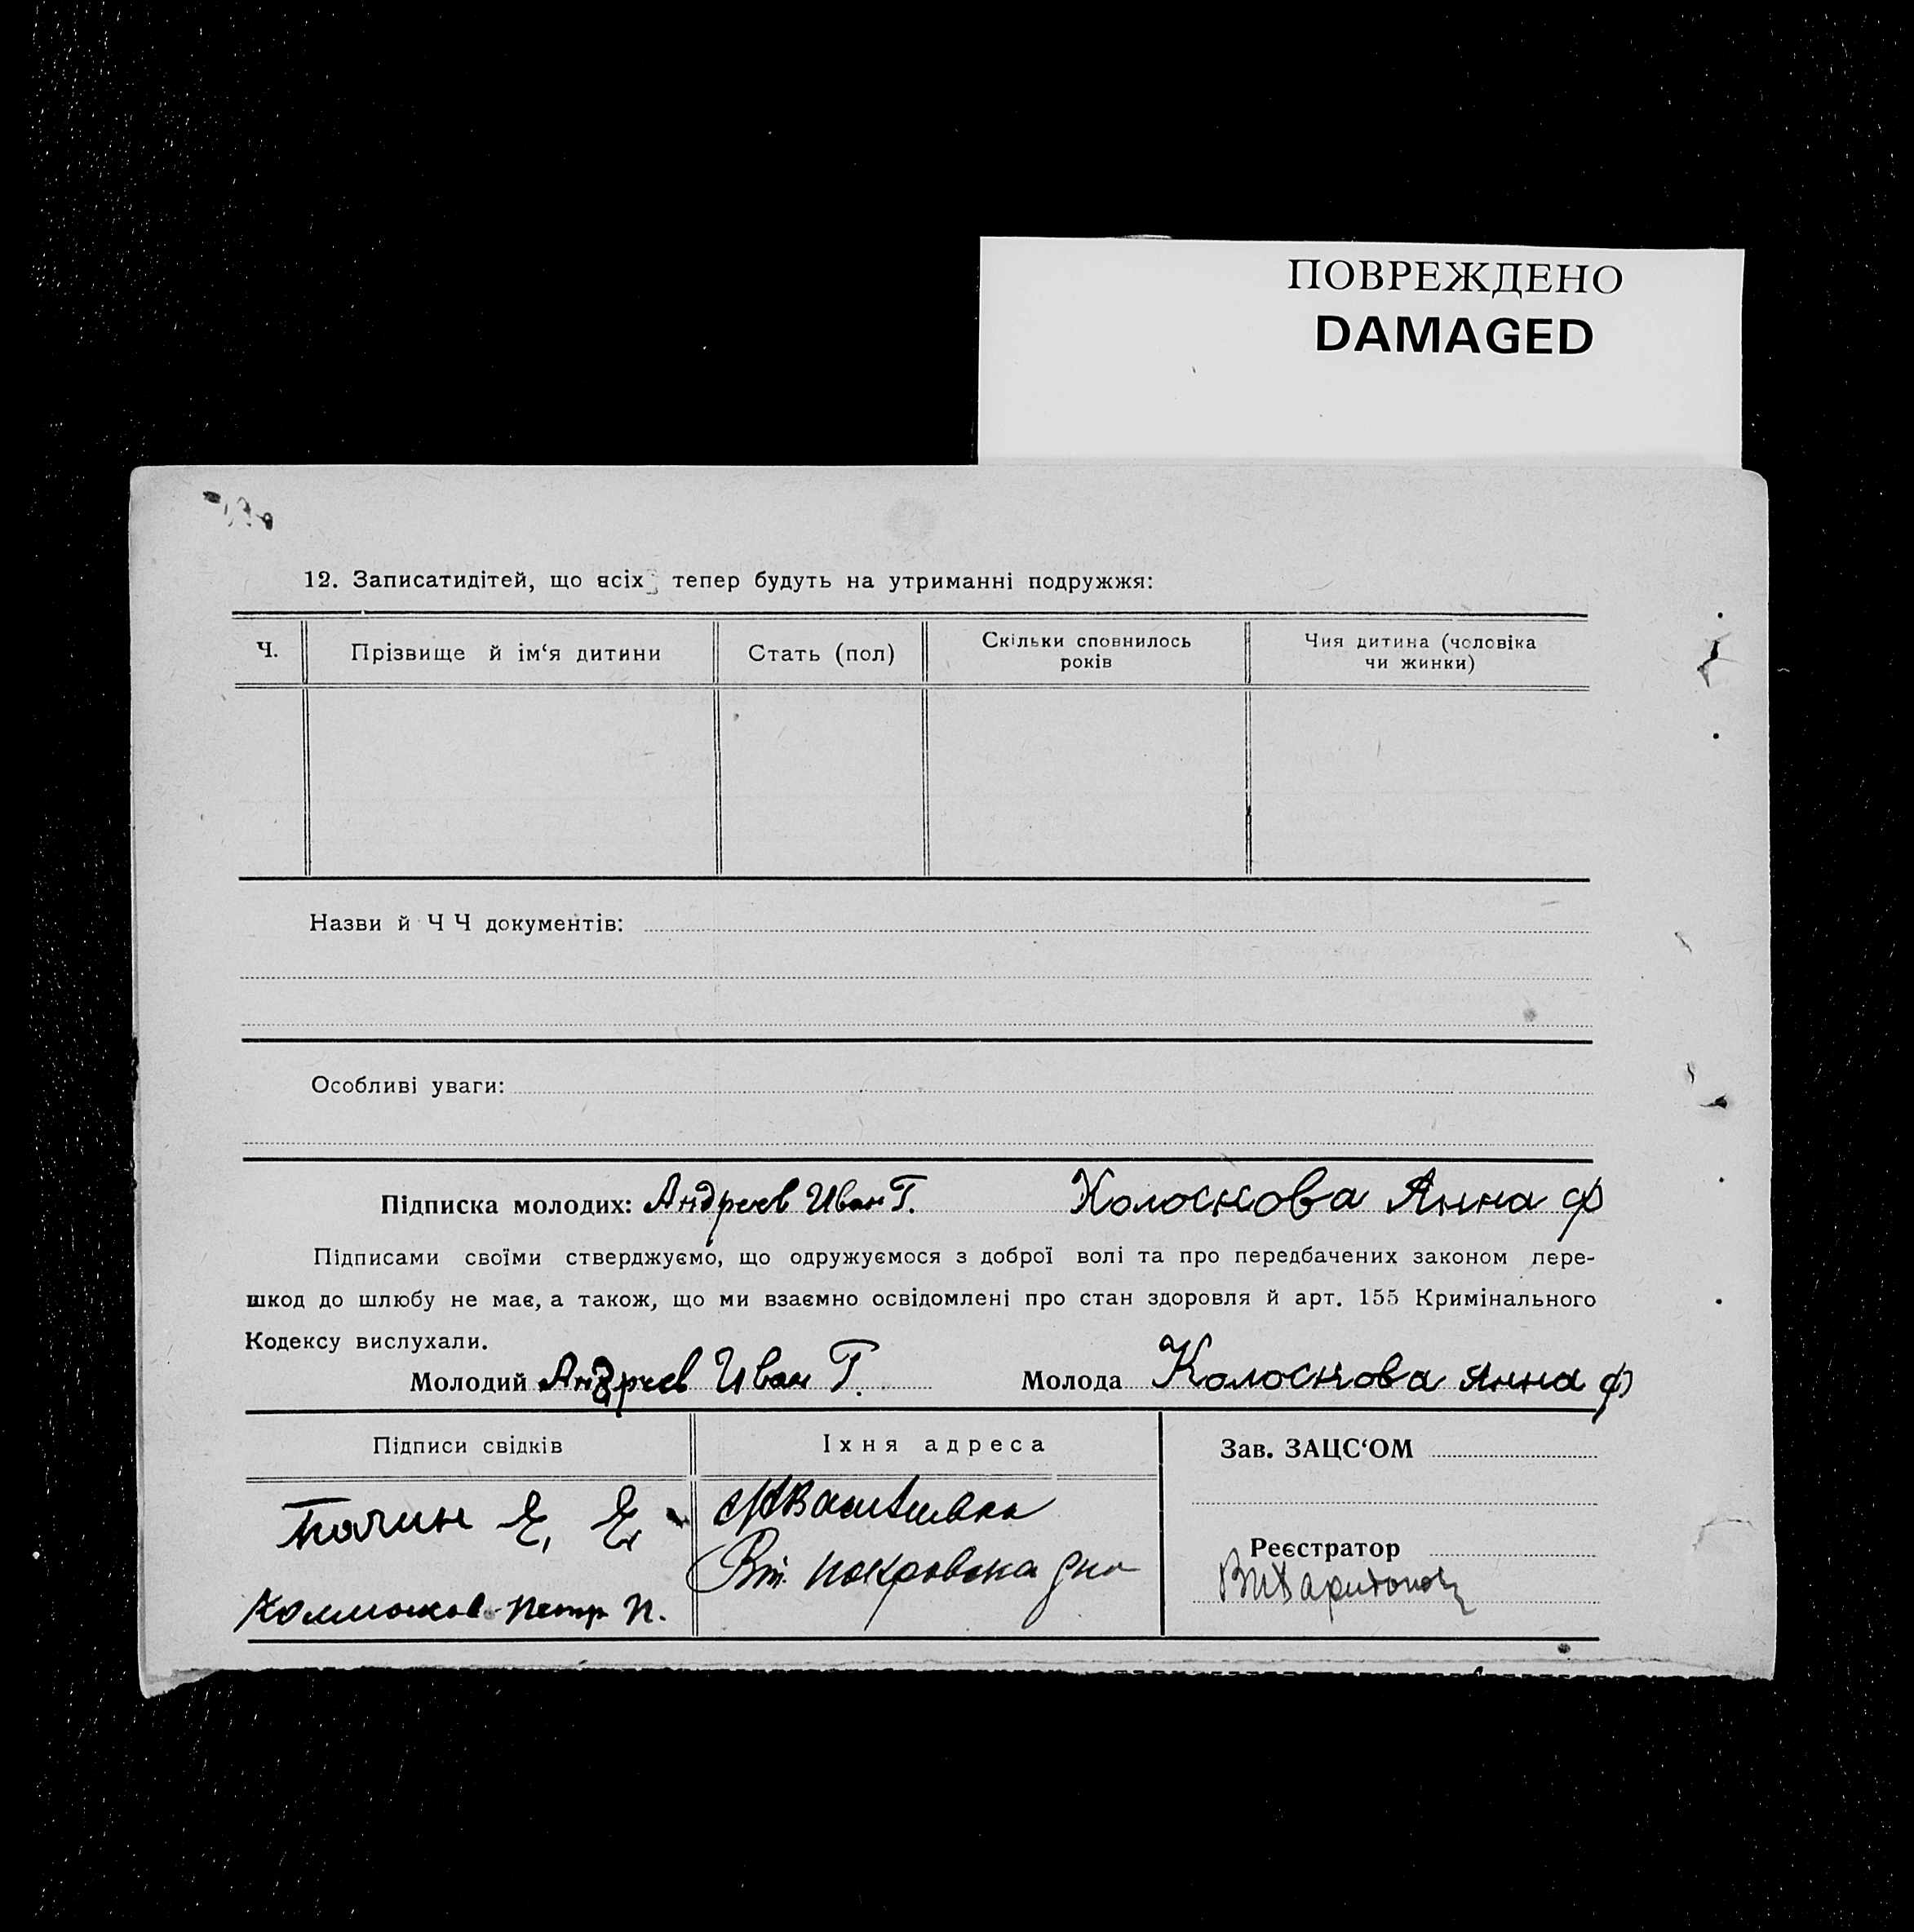 ПОВРЕЖДЕНО
DAMAGED
12. Записатидітей, що всіх тепер будуть на утриманні подружжя:
Ч. Прізвище й ім‘я дитини Стать (пол) Скільки сповнилось років Чия дитина (чоловіка чи жинки)
Назви й Ч Ч документів:
Особливі уваги:
Підписка молодих: Андреев Иван Г. Колоскова Анна Ф
Підписами своїми стверджуємо, що одружуємося з доброї волі та про передбачених законом пере-
шкод до шлюбу не має, а також, що ми взаємно освідомлені про стан здоровля й арт. 155 Кримінального
Кодексу вислухали.
Молодий Андреев Иван Г. Молода Колоскова Анна Ф
Підписи свідків Іхня адреса Зав. ЗАЦС‘ОМ
Е. Е.
Реєстратор
Петр П.